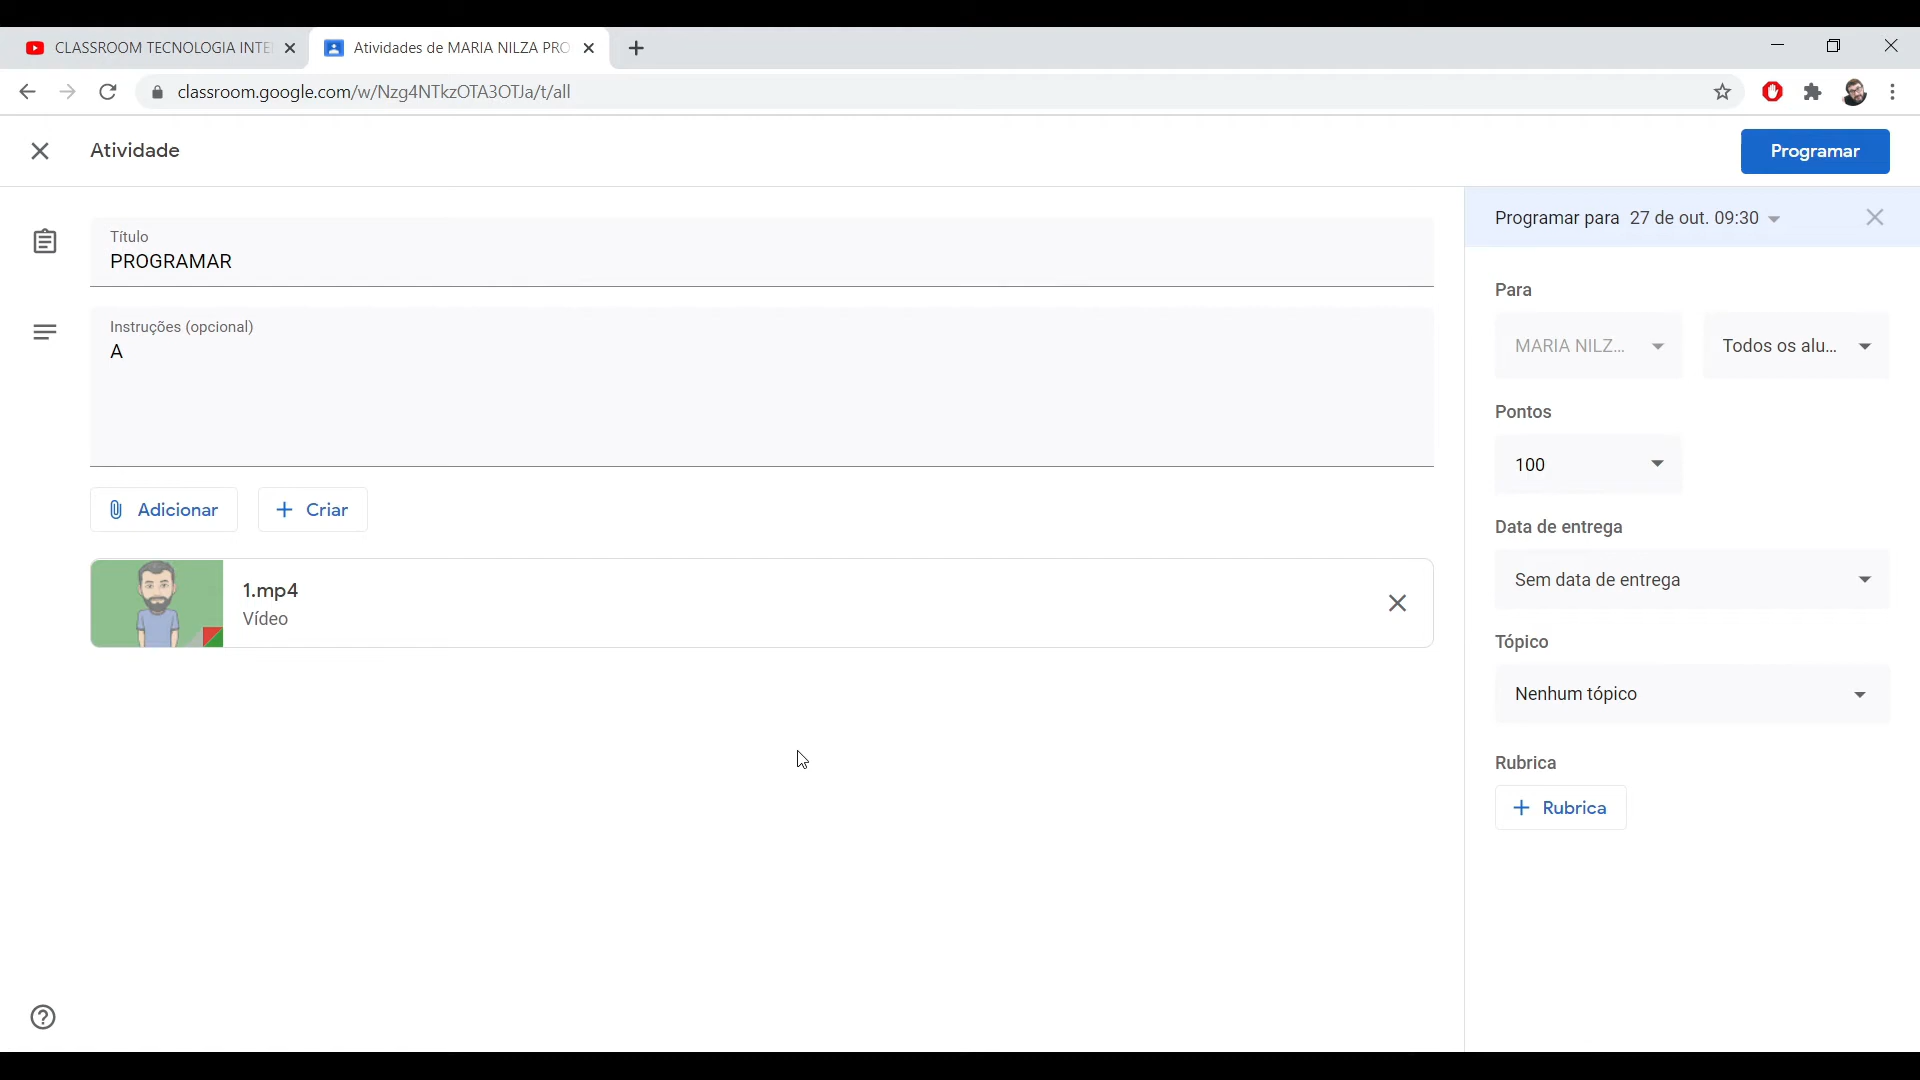 CLASSROOM TECNOLOGIA INTE
Atividades de MARIA NILZA PRO
classroom.google.com/w/Nzg4NTkzOTA3OTJa/t/all
Atividade
Programar
Programar para 27 de out. 09:30
Título
PROGRAMAR
Instruções (opcional)
A
Adicionar
Criar
1.mp4
Vídeo
Para
MARIA NILZ...
Todos os alu...
Pontos
100
Data de entrega
Sem data de entrega
Tópico
Nenhum tópico
Rubrica
Rubrica